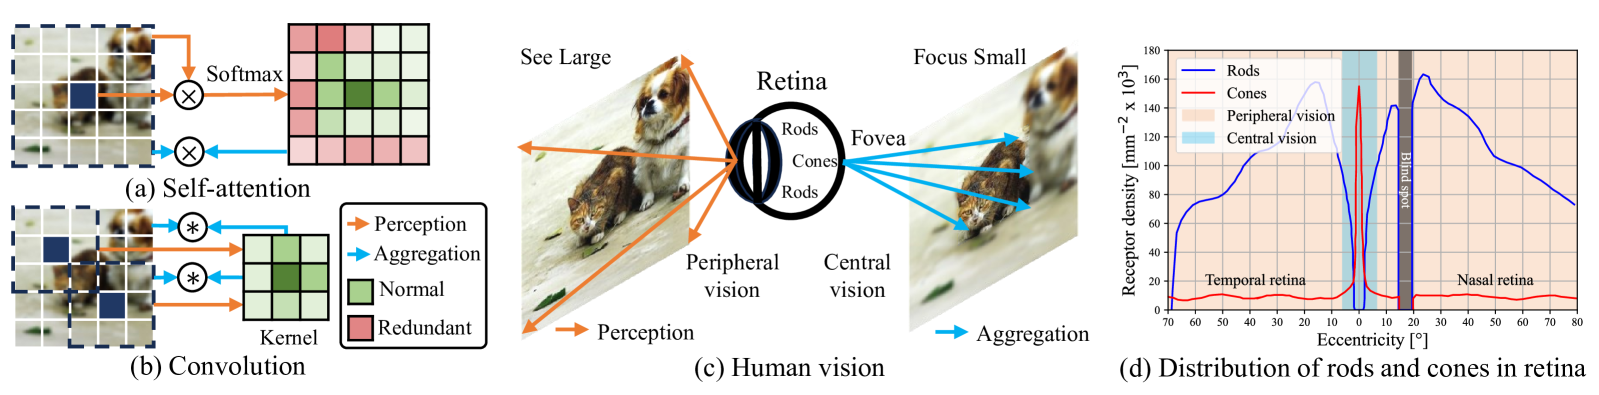 Softmax
(a) Self-attention
Kernel
(b) Convolution
Perception
Aggregation
Normal
Redundant
See Large
Focus Small
Retina
Rods
Cones
Rods
Fovea
Peripheral
vision
Central
vision
Perception
Aggregation
(c) Human vision
Receptor density [mm⁻² x 10³]
180
160
140
120
100
80
60
40
20
0
Rods
Cones
Peripheral vision
Central vision
Blind spot
Temporal retina
Nasal retina
70 60 50 40 30 20 10 0 10 20 30 40 50 60 70 80
Eccentricity [°]
(d) Distribution of rods and cones in retina